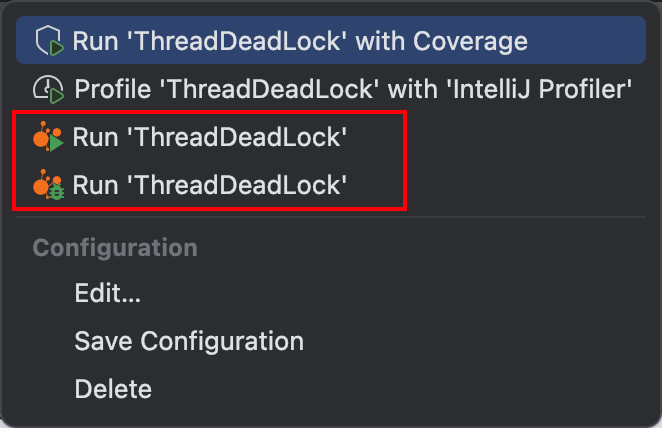 Run 'ThreadDeadLock' with Coverage
Profile 'ThreadDeadLock' with 'IntelliJ Profiler'
Run 'ThreadDeadLock'
Run 'ThreadDeadLock'
Configuration
Edit...
Save Configuration
Delete